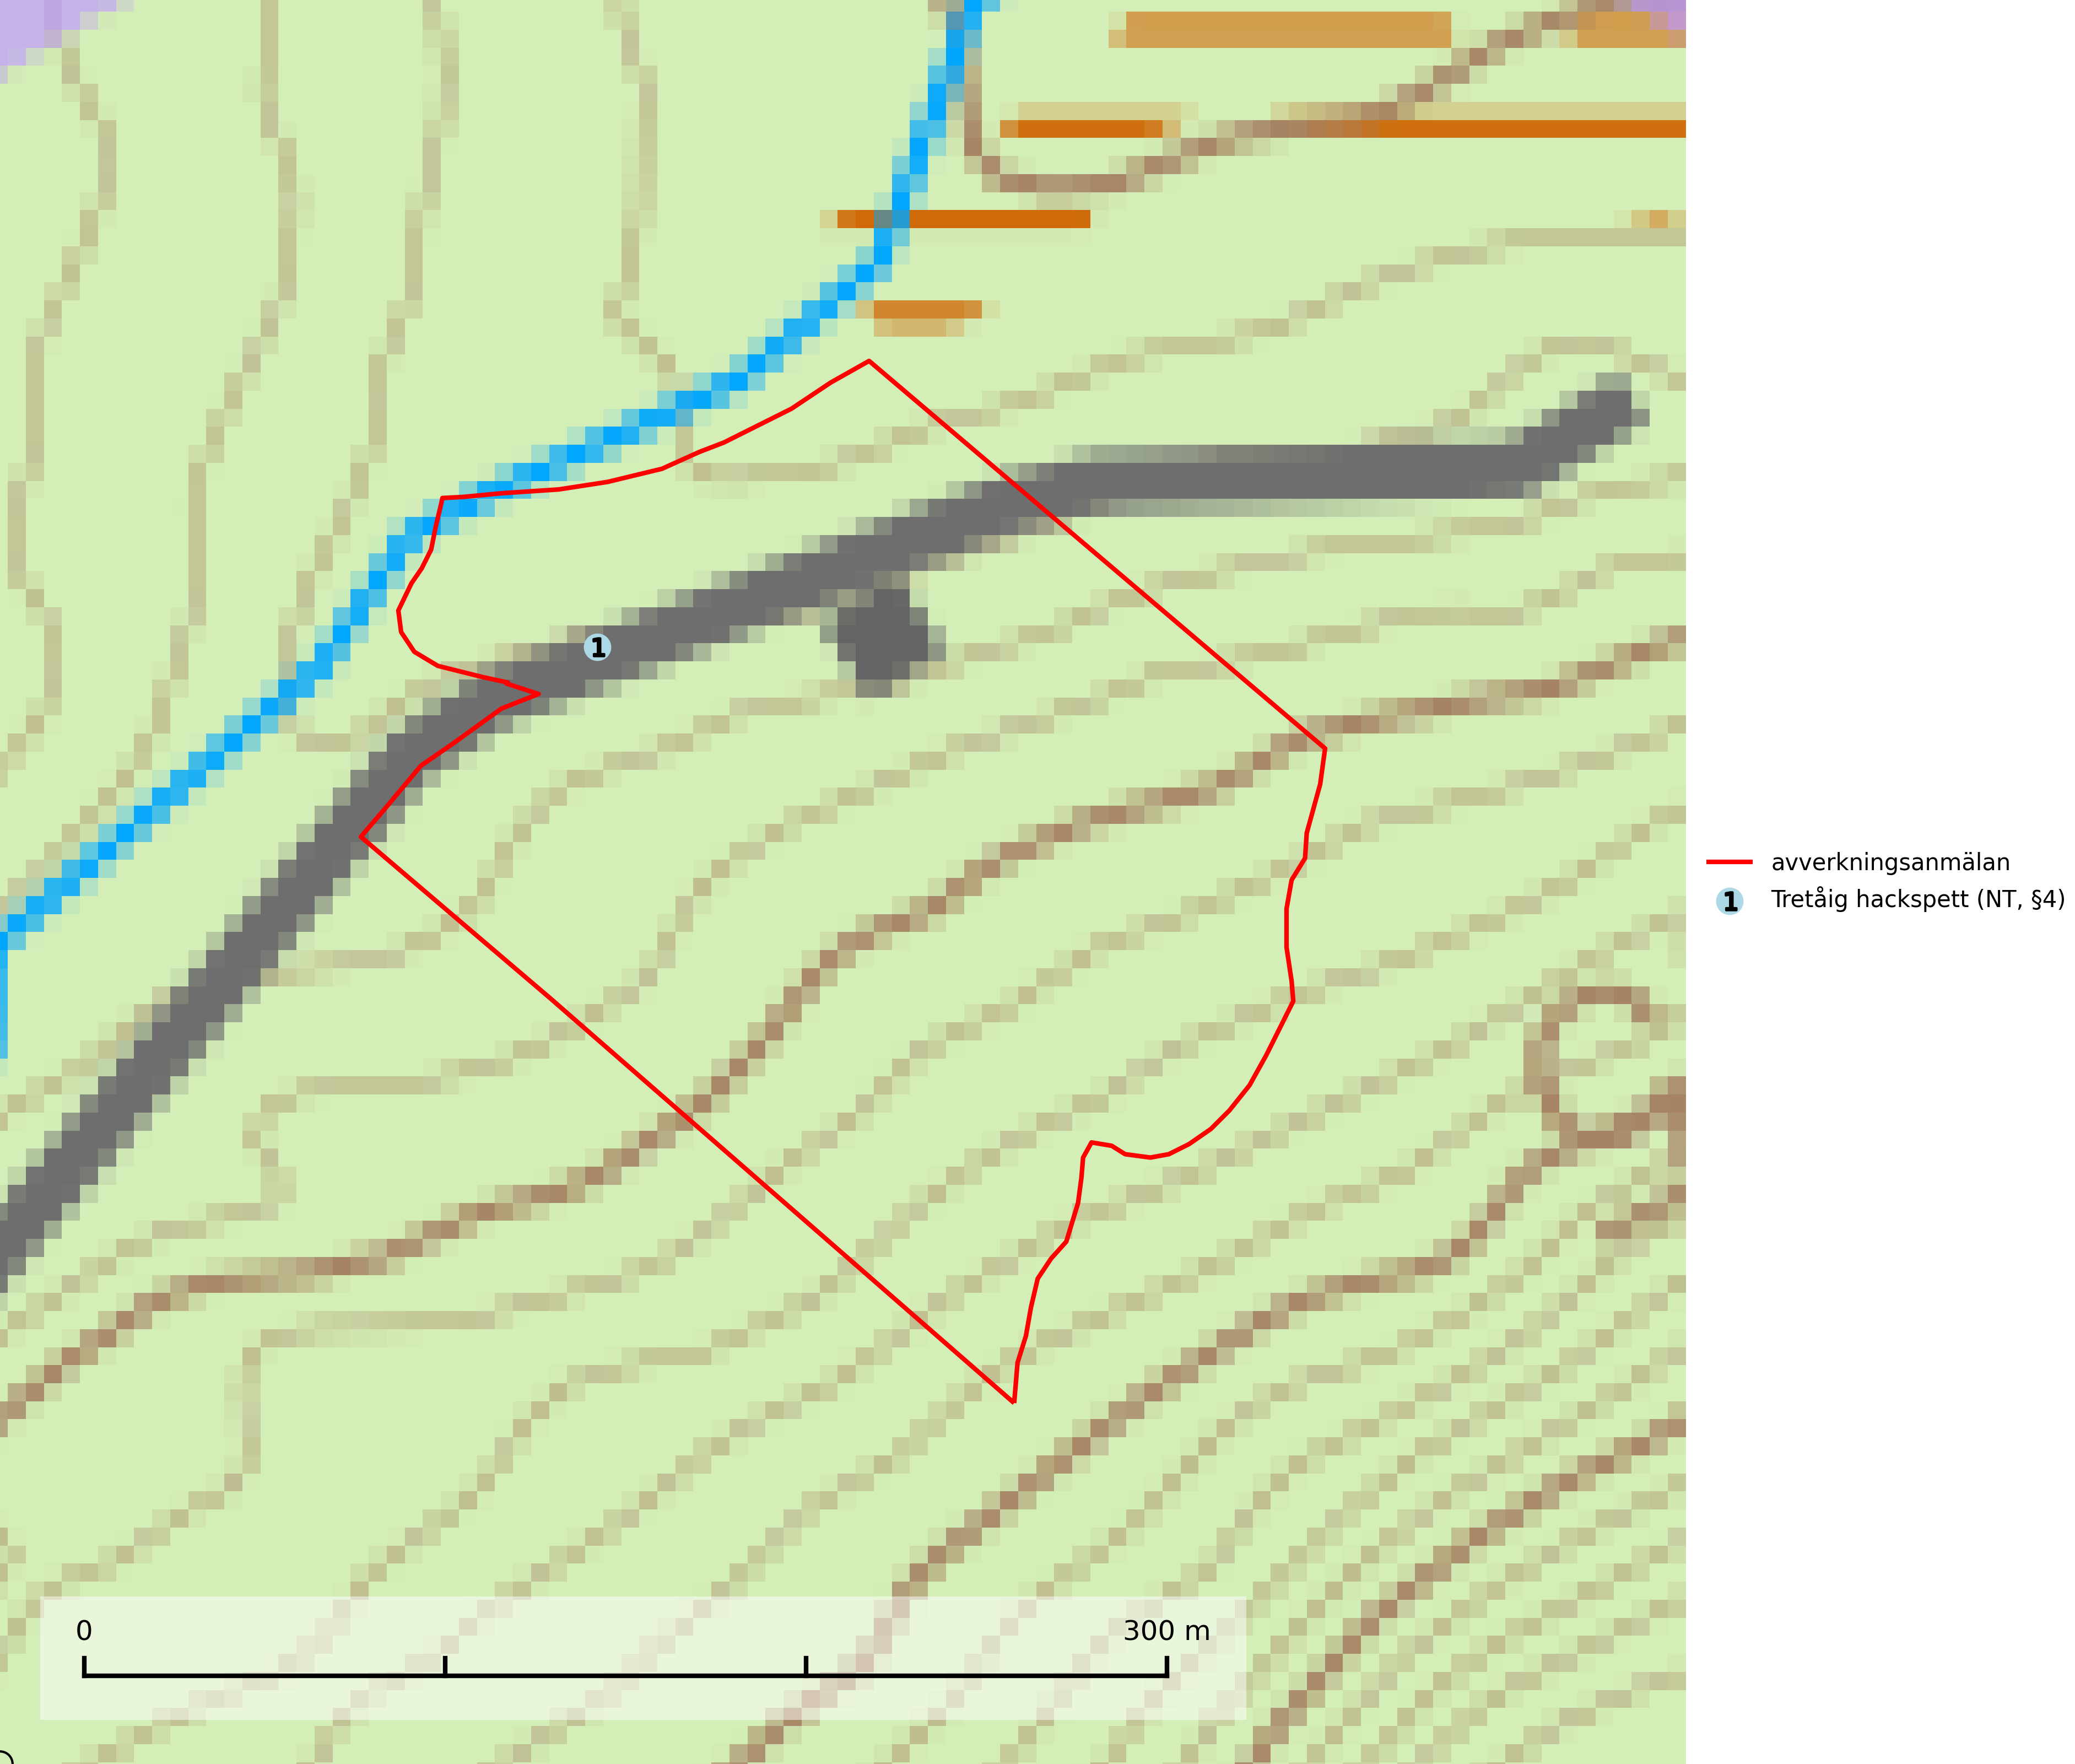 1
avverkningsanmälan
1 Tretåig hackspett (NT, §4)
0 300 m